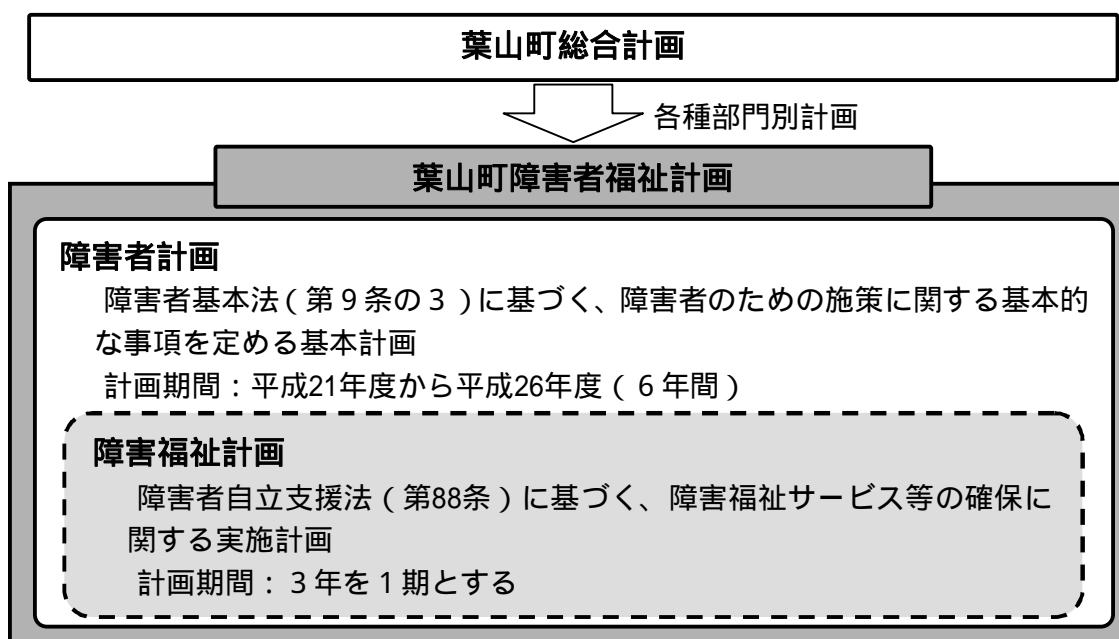 葉山町総合計画
各種部門別計画
葉山町障害者福祉計画
障害者計画
障害者基本法（第９条の３）に基づく、障害者のための施策に関する基本的
な事項を定める基本計画
計画期間：平成21年度から平成26年度（６年間）
障害福祉計画
障害者自立支援法（第88条）に基づく、障害福祉サービス等の確保に
関する実施計画
計画期間：３年を１期とする